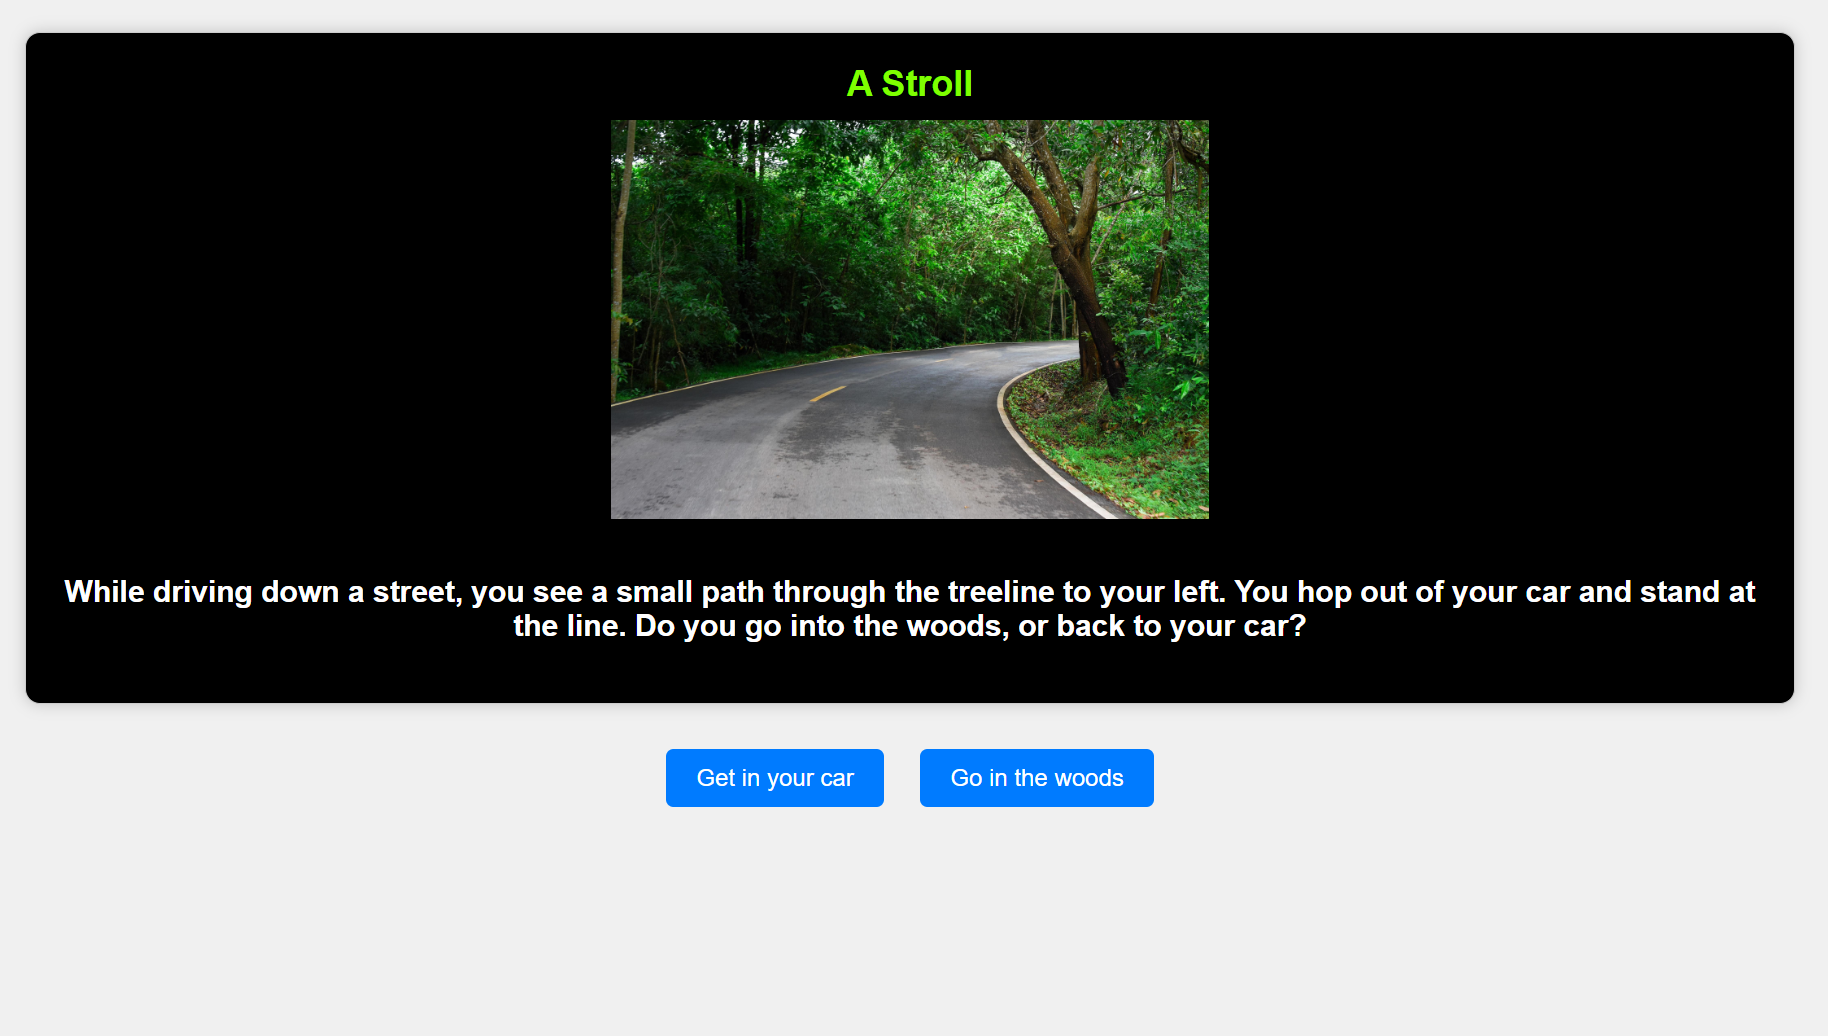 A Stroll
While driving down a street, you see a small path through the treeline to your left. You hop out of your car and stand at
the line. Do you go into the woods, or back to your car?
Get in your car
Go in the woods